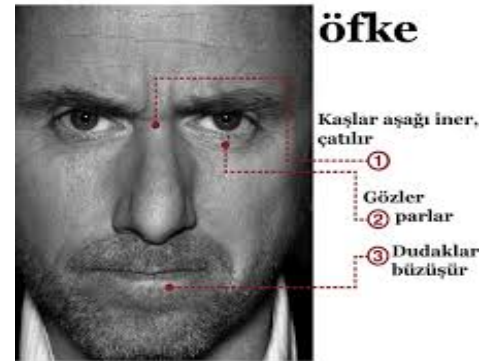 öfke
Kaşlar aşağı iner,
çatılır
1
Gözler
2 parlar
3 Dudaklar
büzüşür